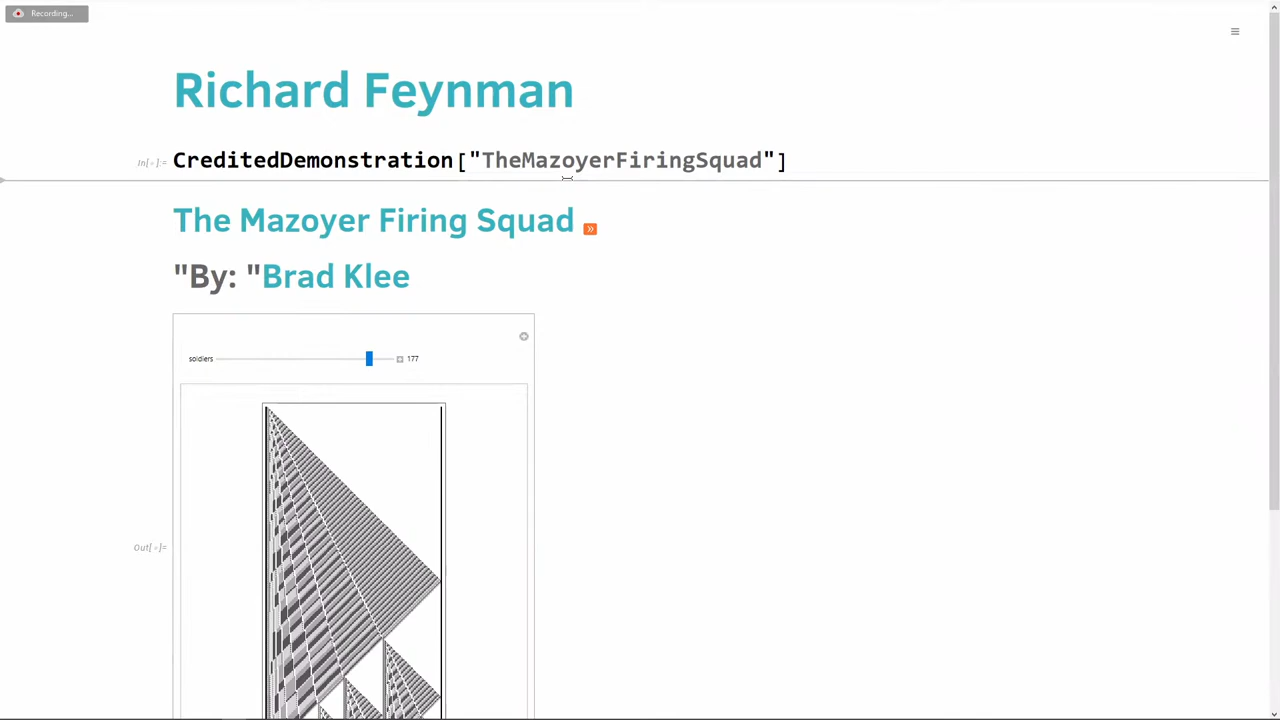 Recording...
Richard Feynman
In[ ]:= CreditedDemonstration["TheMazoyerFiringSquad"]
The Mazoyer Firing Squad »
"By: "Brad Klee
soldiers 177
Out[ ]=